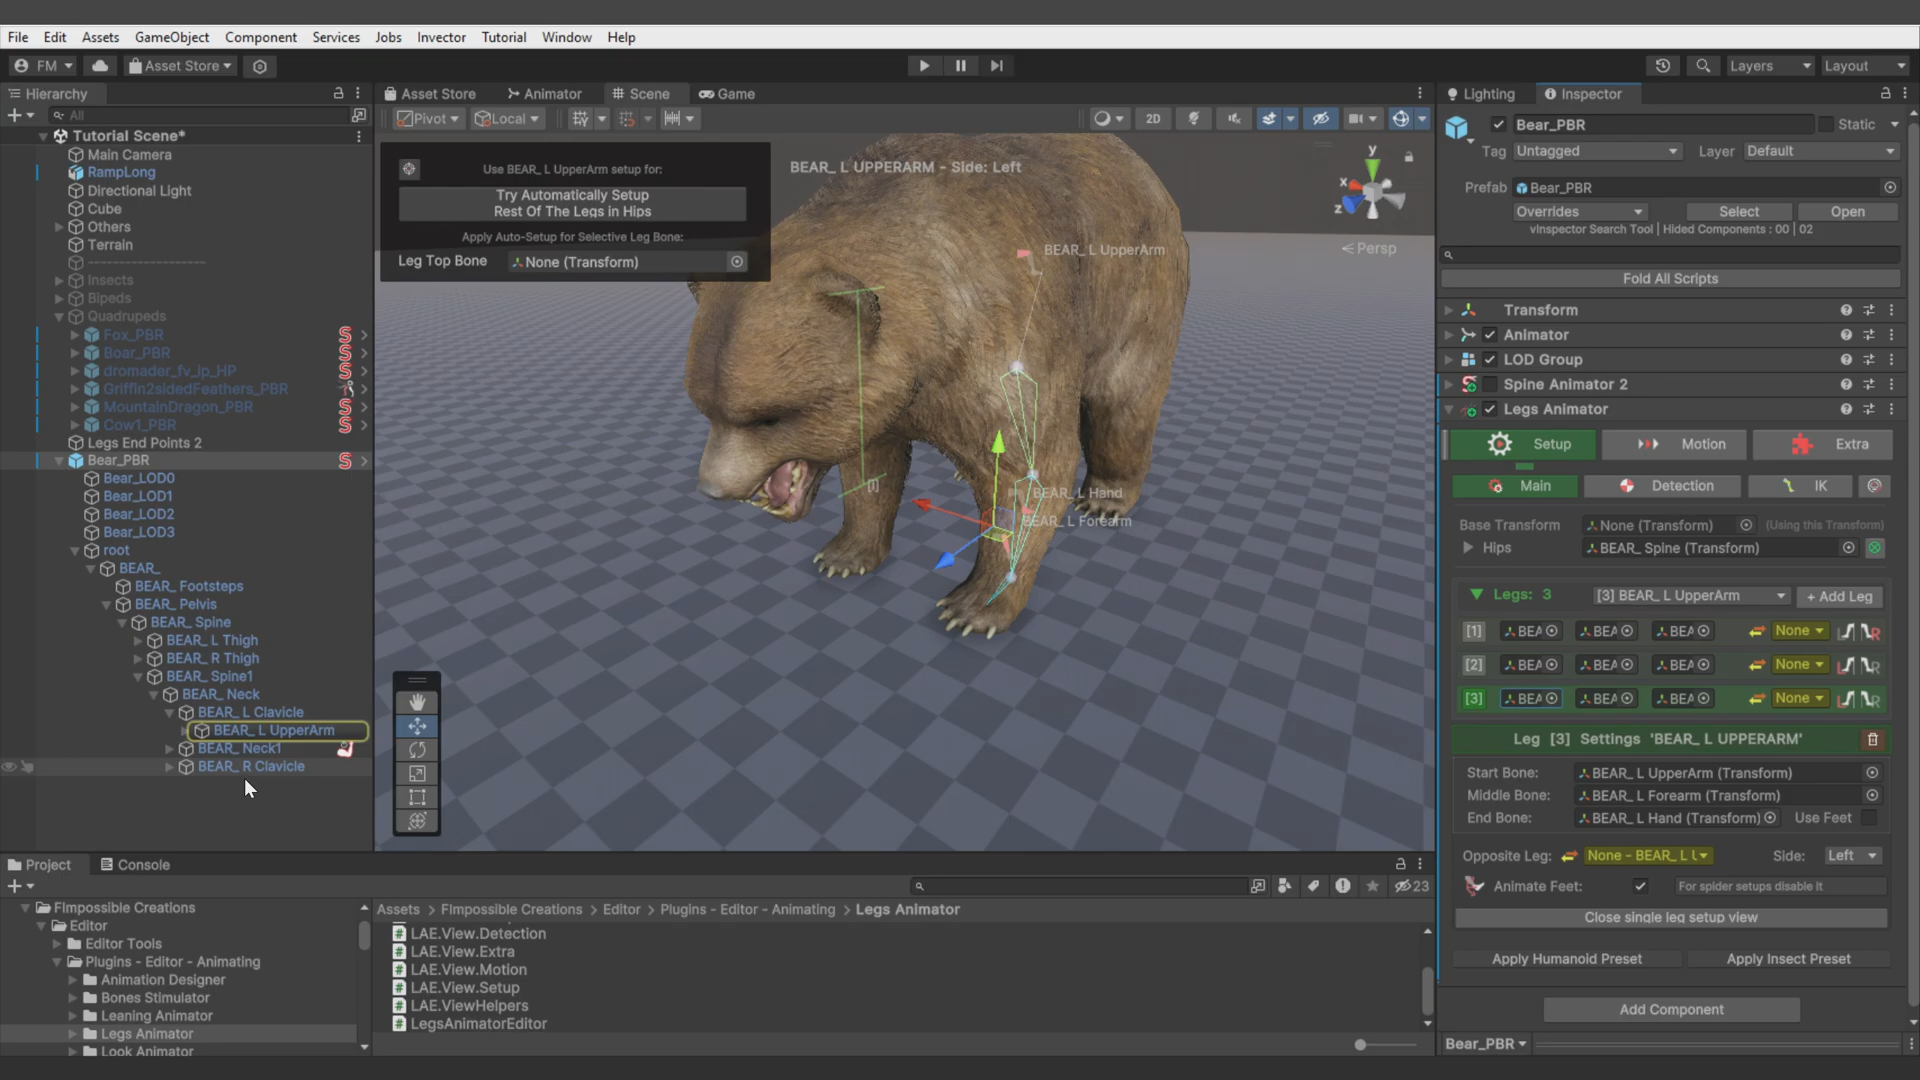 File Edit Assets GameObject Component Services Jobs Invector Tutorial Window Help
FM Asset Store Layers Layout
Hierarchy
All
Tutorial Scene*
Main Camera
RampLong
Directional Light
Cube
Others
Terrain
--------------------
Insects
Bipeds
Quadrupeds
Fox_PBR
Boar_PBR
dromader_fv_ip_HP
Griffin2sidedFeathers_PBR
MountainDragon_PBR
Cow1_PBR
Legs End Points 2
Bear_PBR
Bear_LOD0
Bear_LOD1
Bear_LOD2
Bear_LOD3
root
BEAR_
BEAR_ Footsteps
BEAR_ Pelvis
BEAR_ Spine
BEAR_ L Thigh
BEAR_ R Thigh
BEAR_ Spine1
BEAR_ Neck
BEAR_ L Clavicle
BEAR_ L UpperArm
BEAR_ Neck1
BEAR_ R Clavicle
Asset Store Animator Scene Game
Pivot Local 2D
Use BEAR_ L UpperArm setup for:
Try Automatically Setup
Rest Of The Legs in Hips
Apply Auto-Setup for Selective Leg Bone:
Leg Top Bone None (Transform)
BEAR_ L UPPERARM - Side: Left
y
x
z
Persp
BEAR_ L UpperArm
BEAR_ L Hand
BEAR_ L Forearm
Lighting Inspector
Bear_PBR Static
Tag Untagged Layer Default
Prefab Bear_PBR
Overrides Select Open
vInspector Search Tool | Hided Components : 00 | 02
Fold All Scripts
Transform
Animator
LOD Group
Spine Animator 2
Legs Animator
Setup Motion Extra
Main Detection IK
Base Transform None (Transform) (Using this Transform)
Hips BEAR_ Spine (Transform)
Legs: 3 [3] BEAR_ L UpperArm + Add Leg
[1] BEA BEA BEA None R
[2] BEA BEA BEA None R
[3] BEA BEA BEA None R
Leg [3] Settings 'BEAR_ L UPPERARM'
Start Bone: BEAR_ L UpperArm (Transform)
Middle Bone: BEAR_ L Forearm (Transform)
End Bone: BEAR_ L Hand (Transform) Use Feet
Opposite Leg: None - BEAR_ L Side: Left
Animate Feet: For spider setups disable it
Close single leg setup view
Apply Humanoid Preset Apply Insect Preset
Add Component
Bear_PBR
Project Console
23
FImpossible Creations
Editor
Editor Tools
Plugins - Editor - Animating
Animation Designer
Bones Stimulator
Leaning Animator
Legs Animator
Look Animator
Assets > FImpossible Creations > Editor > Plugins - Editor - Animating > Legs Animator
LAE.View.Detection
LAE.View.Extra
LAE.View.Motion
LAE.View.Setup
LAE.ViewHelpers
LegsAnimatorEditor